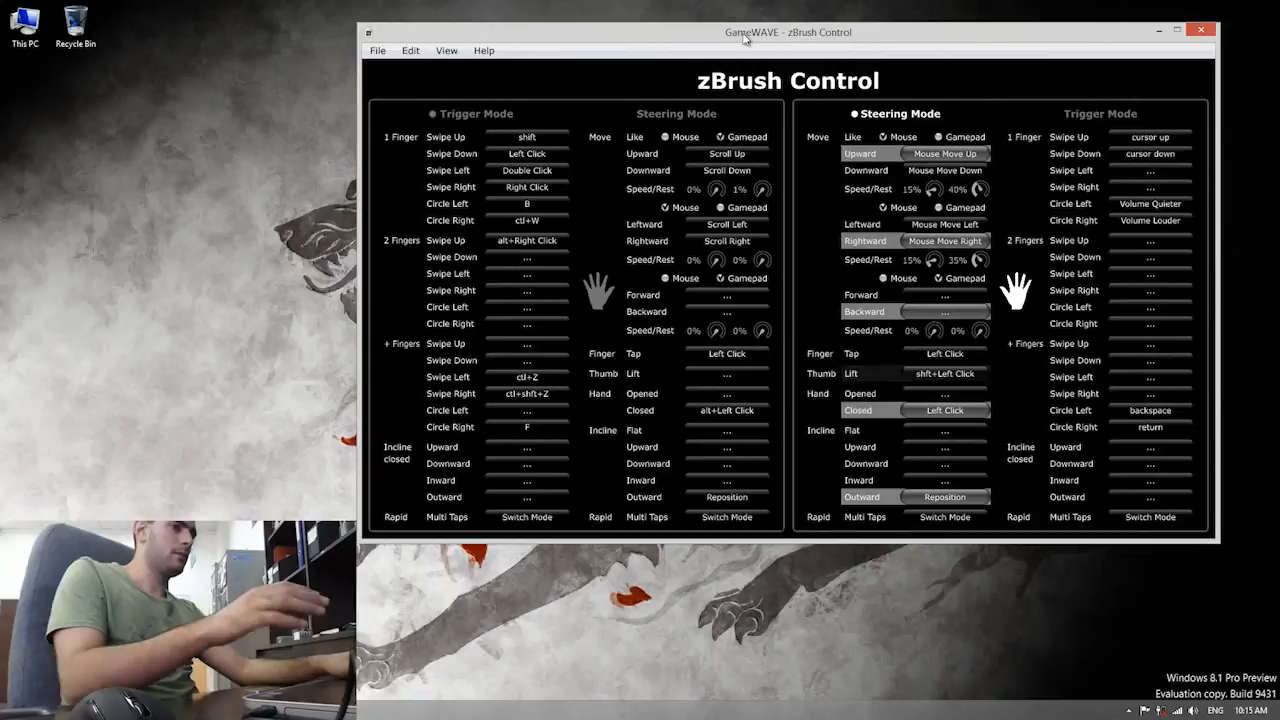 This PC
Recycle Bin
GameWAVE - zBrush Control
File Edit View Help
zBrush Control
Trigger Mode
1 Finger Swipe Up shift
Swipe Down Left Click
Swipe Left Double Click
Swipe Right Right Click
Circle Left B
Circle Right ctl+W
2 Fingers Swipe Up alt+Right Click
Swipe Down ...
Swipe Left ...
Swipe Right ...
Circle Left ...
Circle Right ...
+ Fingers Swipe Up ...
Swipe Down ...
Swipe Left ctl+Z
Swipe Right ctl+shft+Z
Circle Left ...
Circle Right F
Incline closed Upward ...
Downward ...
Inward ...
Outward ...
Rapid Multi Taps Switch Mode
Steering Mode
Move Like Mouse Gamepad
Upward Scroll Up
Downward Scroll Down
Speed/Rest 0% 1%
Mouse Gamepad
Leftward Scroll Left
Rightward Scroll Right
Speed/Rest 0% 0%
Mouse Gamepad
Forward ...
Backward ...
Speed/Rest 0% 0%
Finger Tap Left Click
Thumb Lift ...
Hand Opened ...
Closed alt+Left Click
Incline Flat ...
Upward ...
Downward ...
Inward ...
Outward Reposition
Rapid Multi Taps Switch Mode
Steering Mode
Move Like Mouse Gamepad
Upward Mouse Move Up
Downward Mouse Move Down
Speed/Rest 15% 40%
Mouse Gamepad
Leftward Mouse Move Left
Rightward Mouse Move Right
Speed/Rest 15% 35%
Mouse Gamepad
Forward ...
Backward ...
Speed/Rest 0% 0%
Finger Tap Left Click
Thumb Lift shft+Left Click
Hand Opened ...
Closed Left Click
Incline Flat ...
Upward ...
Downward ...
Inward ...
Outward Reposition
Rapid Multi Taps Switch Mode
Trigger Mode
1 Finger Swipe Up cursor up
Swipe Down cursor down
Swipe Left ...
Swipe Right ...
Circle Left Volume Quieter
Circle Right Volume Louder
2 Fingers Swipe Up ...
Swipe Down ...
Swipe Left ...
Swipe Right ...
Circle Left ...
Circle Right ...
+ Fingers Swipe Up ...
Swipe Down ...
Swipe Left ...
Swipe Right ...
Circle Left backspace
Circle Right return
Incline closed Upward ...
Downward ...
Inward ...
Outward ...
Rapid Multi Taps Switch Mode
Windows 8.1 Pro Preview
Evaluation copy. Build 9431
ENG 10:15 AM